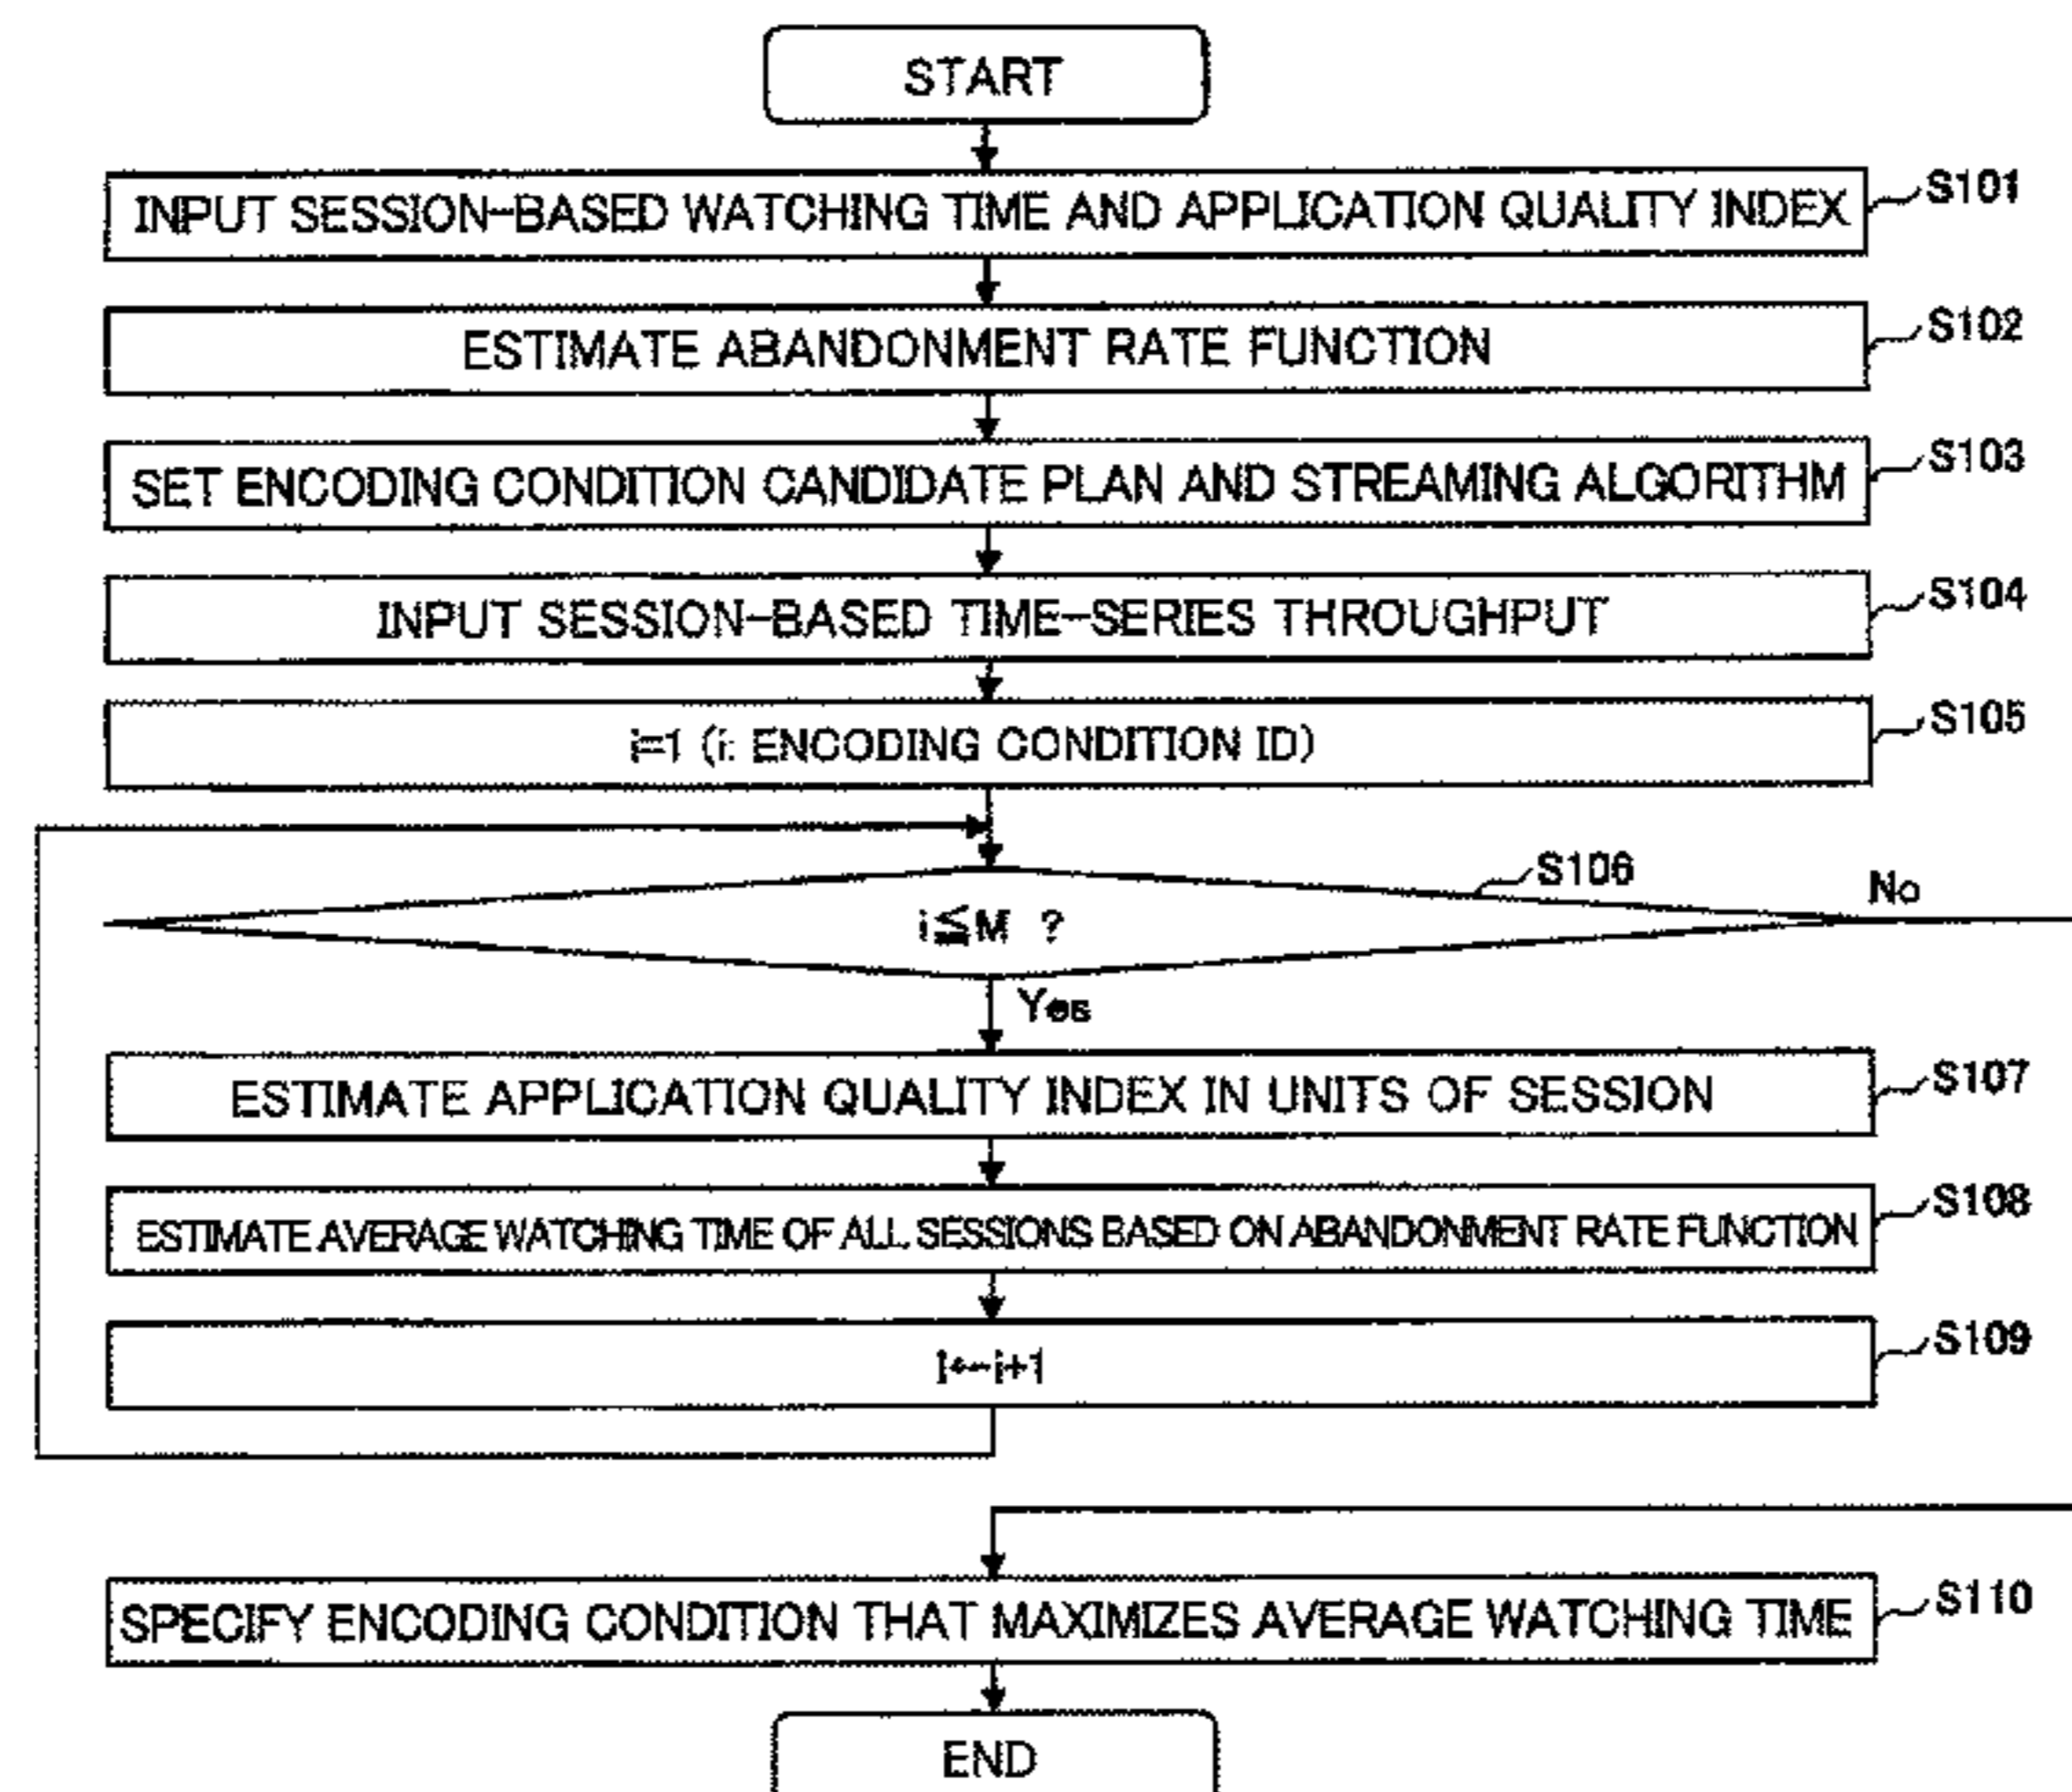 START
INPUT SESSION-BASED WATCHING TIME AND APPLICATION QUALITY INDEX
S101
ESTIMATE ABANDONMENT RATE FUNCTION
S102
SET ENCODING CONDITION CANDIDATE PLAN AND STREAMING ALGORITHM
S103
INPUT SESSION-BASED TIME-SERIES THROUGHPUT
S104
i=1 (i: ENCODING CONDITION ID)
S105
S106
No
i≦M ?
Yes
ESTIMATE APPLICATION QUALITY INDEX IN UNITS OF SESSION
S107
ESTIMATE AVERAGE WATCHING TIME OF ALL SESSIONS BASED ON ABANDONMENT RATE FUNCTION
S108
i←i+1
S109
SPECIFY ENCODING CONDITION THAT MAXIMIZES AVERAGE WATCHING TIME
S110
END